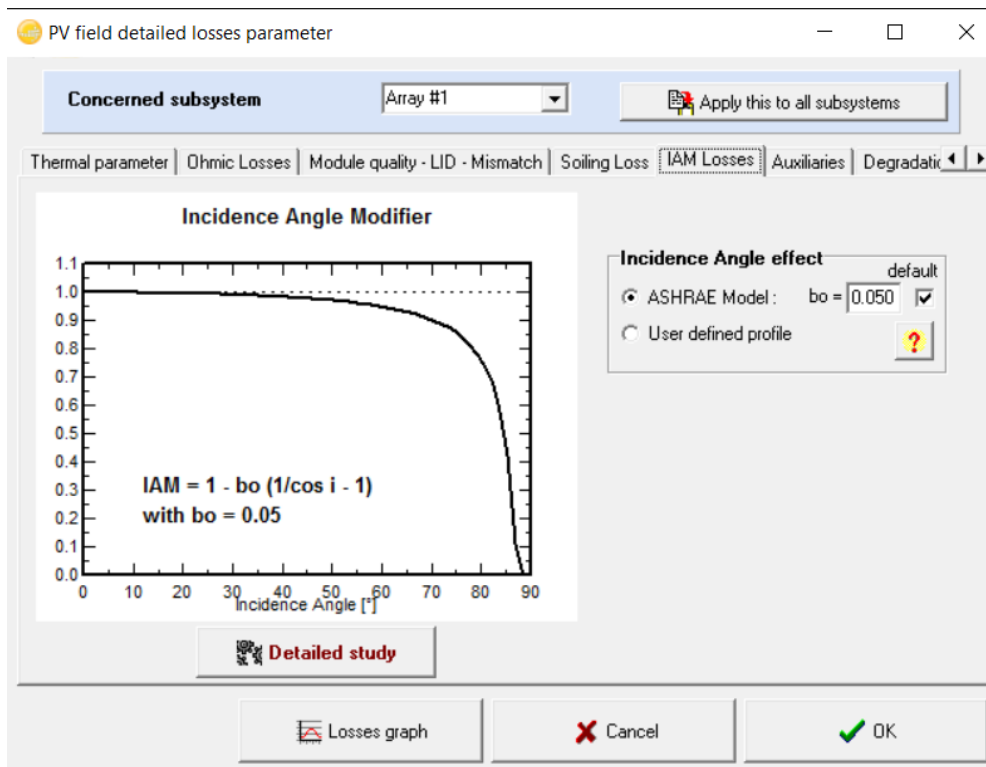 PV field detailed losses parameter
Concerned subsystem
Array #1
Apply this to all subsystems
Thermal parameter
Ohmic Losses
Module quality - LID - Mismatch
Soiling Loss
IAM Losses
Auxiliaries
Degradatic
Incidence Angle Modifier
1.1
1.0
0.9
0.8
0.7
0.6
0.5
0.4
0.3
0.2
0.1
0.0
IAM = 1 - bo (1/cos i - 1)
with bo = 0.05
0 10 20 30 40 50 60 70 80 90
Incidence Angle [°]
Incidence Angle effect
default
ASHRAE Model : bo = 0.050
User defined profile
?
Detailed study
Losses graph
Cancel
OK